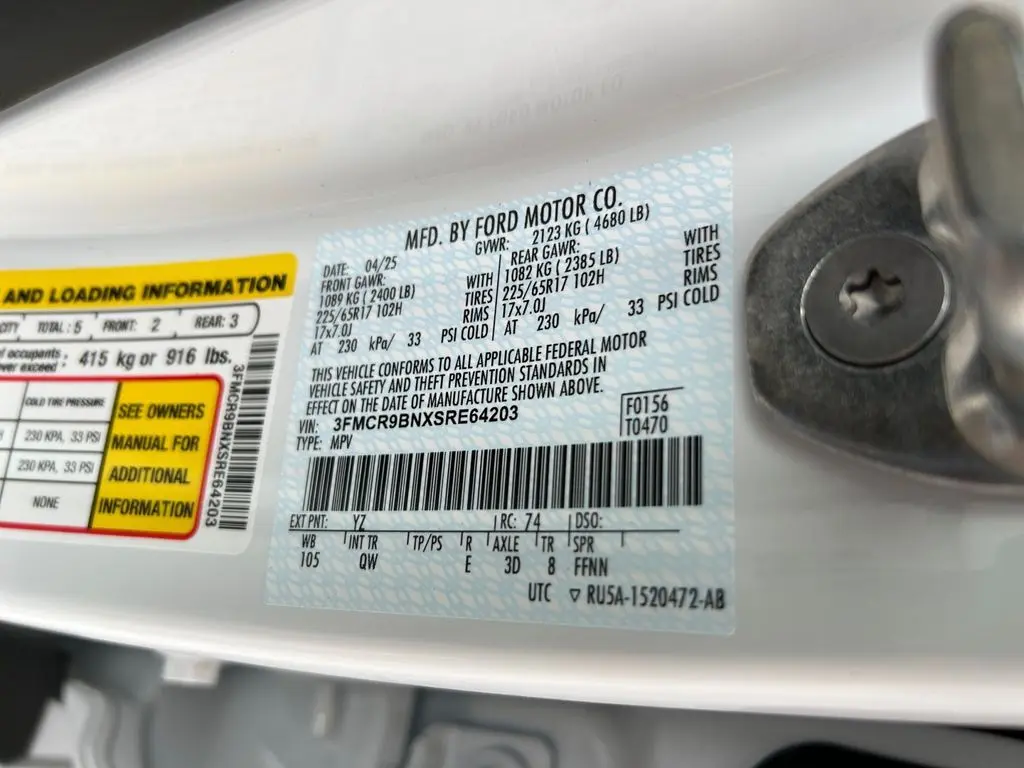 AND LOADING INFORMATION
TOTAL : 5 FRONT: 2 REAR: 3
occupants
exceed : 415 kg or 916 lbs.
COLD TIRE PRESSURE
230 KPA, 33 PSI
230 KPA, 33 PSI
NONE
SEE OWNERS
MANUAL FOR
ADDITIONAL
INFORMATION
3FMCR9BNXSRE64203
MFD. BY FORD MOTOR CO.
DATE: 04/25 GVWR: 2123 KG ( 4680 LB)
FRONT GAWR: REAR GAWR:
1089 KG ( 2400 LB) WITH 1082 KG ( 2385 LB) WITH
225/65R17 102H TIRES 225/65R17 102H TIRES
17x7.0J RIMS 17x7.0J RIMS
AT 230 kPa/ 33 PSI COLD AT 230 kPa/ 33 PSI COLD
THIS VEHICLE CONFORMS TO ALL APPLICABLE FEDERAL MOTOR
VEHICLE SAFETY AND THEFT PREVENTION STANDARDS IN
EFFECT ON THE DATE OF MANUFACTURE SHOWN ABOVE.
VIN: 3FMCR9BNXSRE64203 F0156
TYPE: MPV T0470
EXT PNT: YZ RC: 74 DSO:
WB INT TR TP/PS R AXLE TR SPR
105 QW E 3D 8 FFNN
UTC ▽ RU5A-1520472-AB